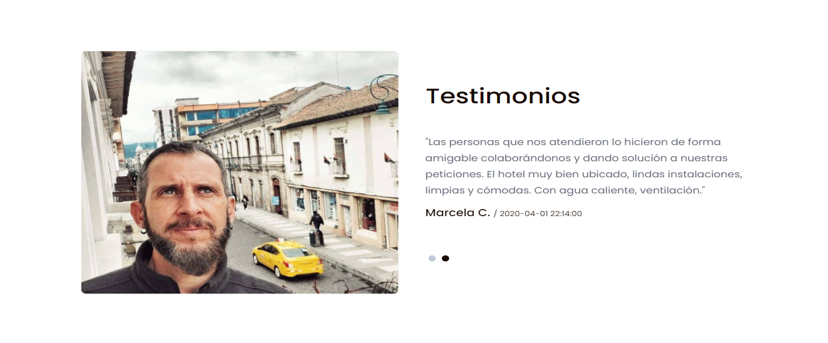 Testimonios
"Las personas que nos atendieron lo hicieron de forma
amigable colaborándonos y dando solución a nuestras
peticiones. El hotel muy bien ubicado, lindas instalaciones,
limpias y cómodas. Con agua caliente, ventilación."
Marcela C. / 2020-04-01 22:14:00